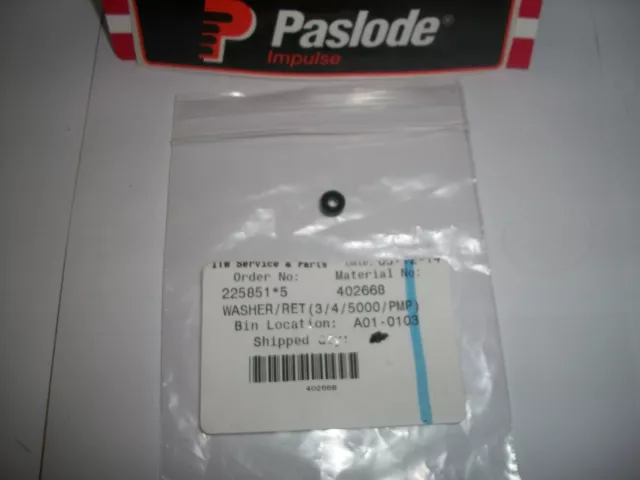 Paslode®
Impulse
ITW Service & Parts Date:
Order No: Material No:
225851*5 402668
WASHER/RET(3/4/5000/PMP)
Bin Location: A01-0103
Shipped
402668